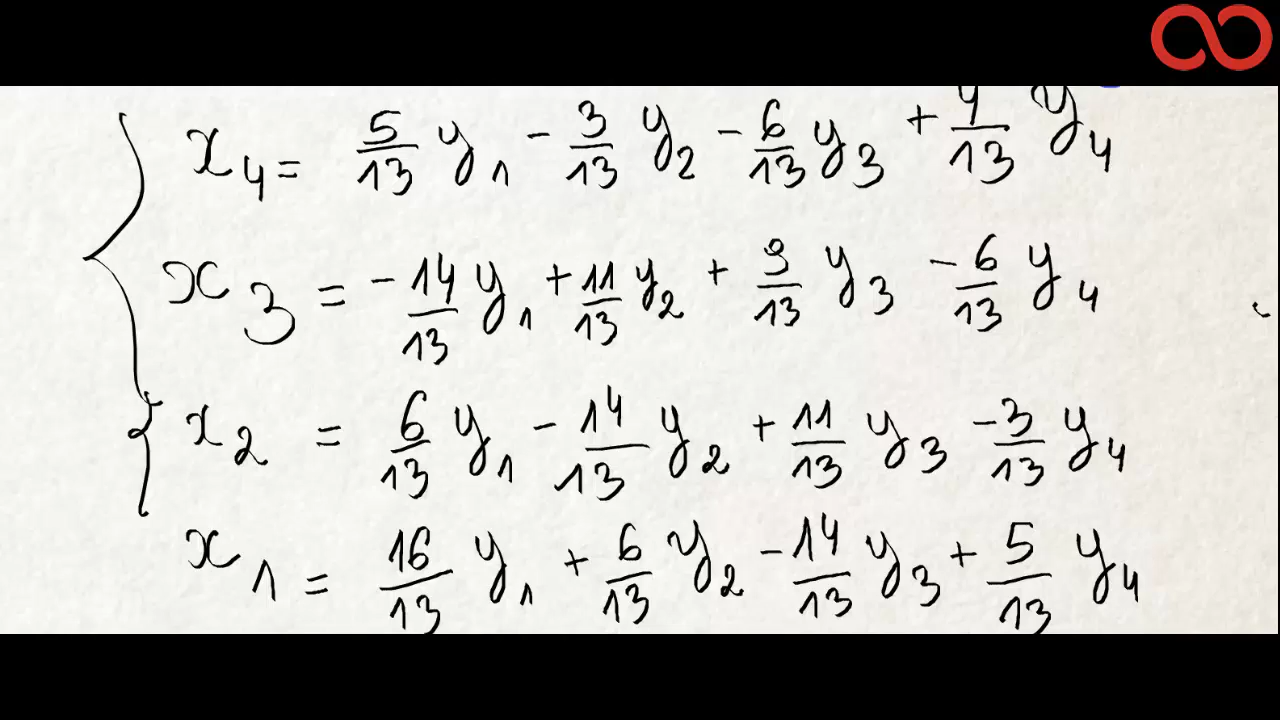 x₄ = 5/13 y₁ - 3/13 y₂ - 6/13 y₃ + 4/13 y₄
x₃ = -14/13 y₁ + 11/13 y₂ + 9/13 y₃ - 6/13 y₄
x₂ = 6/13 y₁ - 14/13 y₂ + 11/13 y₃ - 3/13 y₄
x₁ = 16/13 y₁ + 6/13 y₂ - 14/13 y₃ + 5/13 y₄